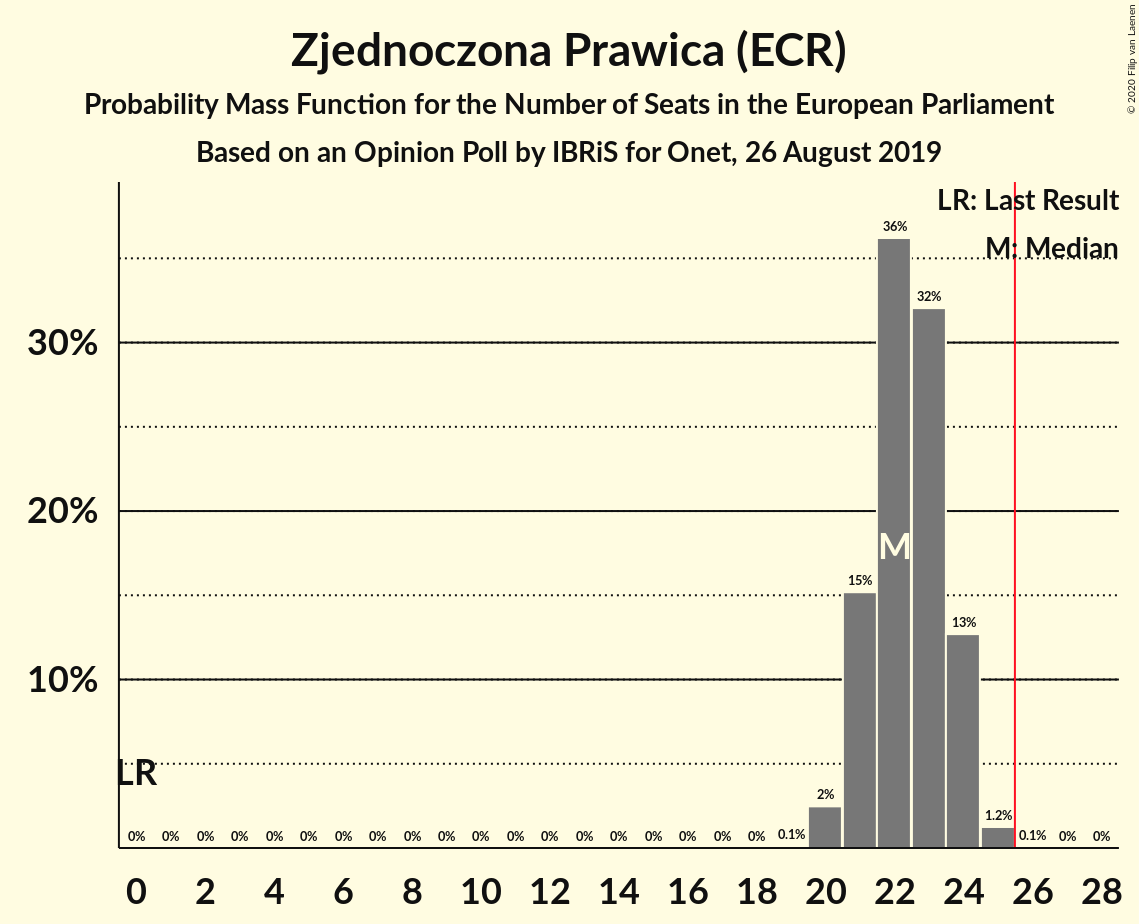 Zjednoczona Prawica (ECR)
Probability Mass Function for the Number of Seats in the European Parliament
Based on an Opinion Poll by IBRiS for Onet, 26 August 2019
© 2020 Filip van Laenen
LR: Last Result
M: Median
36%
32%
30%
20%
M
15%
13%
10%
LR
2%
1.2%
0% 0% 0% 0% 0% 0% 0% 0% 0% 0% 0% 0% 0% 0% 0% 0% 0% 0% 0% 0.1% 0.1% 0% 0%
0 2 4 6 8 10 12 14 16 18 20 22 24 26 28